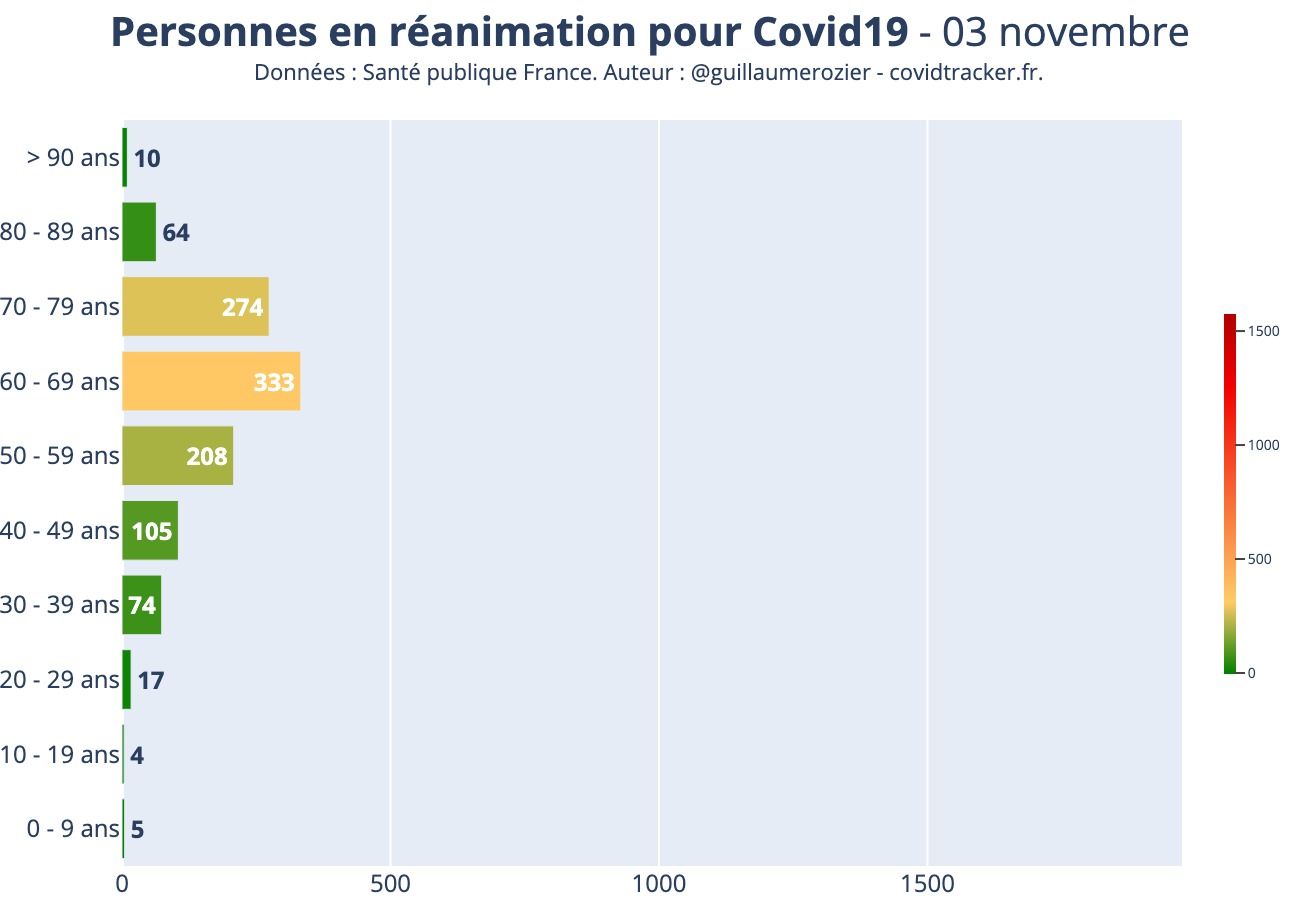 Personnes en réanimation pour Covid19 - 03 novembre
Données : Santé publique France. Auteur : @guillaumerozier - covidtracker.fr.
> 90 ans 10
80 - 89 ans 64
70 - 79 ans 274
60 - 69 ans 333
50 - 59 ans 208
40 - 49 ans 105
30 - 39 ans 74
20 - 29 ans 17
10 - 19 ans 4
0 - 9 ans 5
0 500 1000 1500
1500
1000
500
0